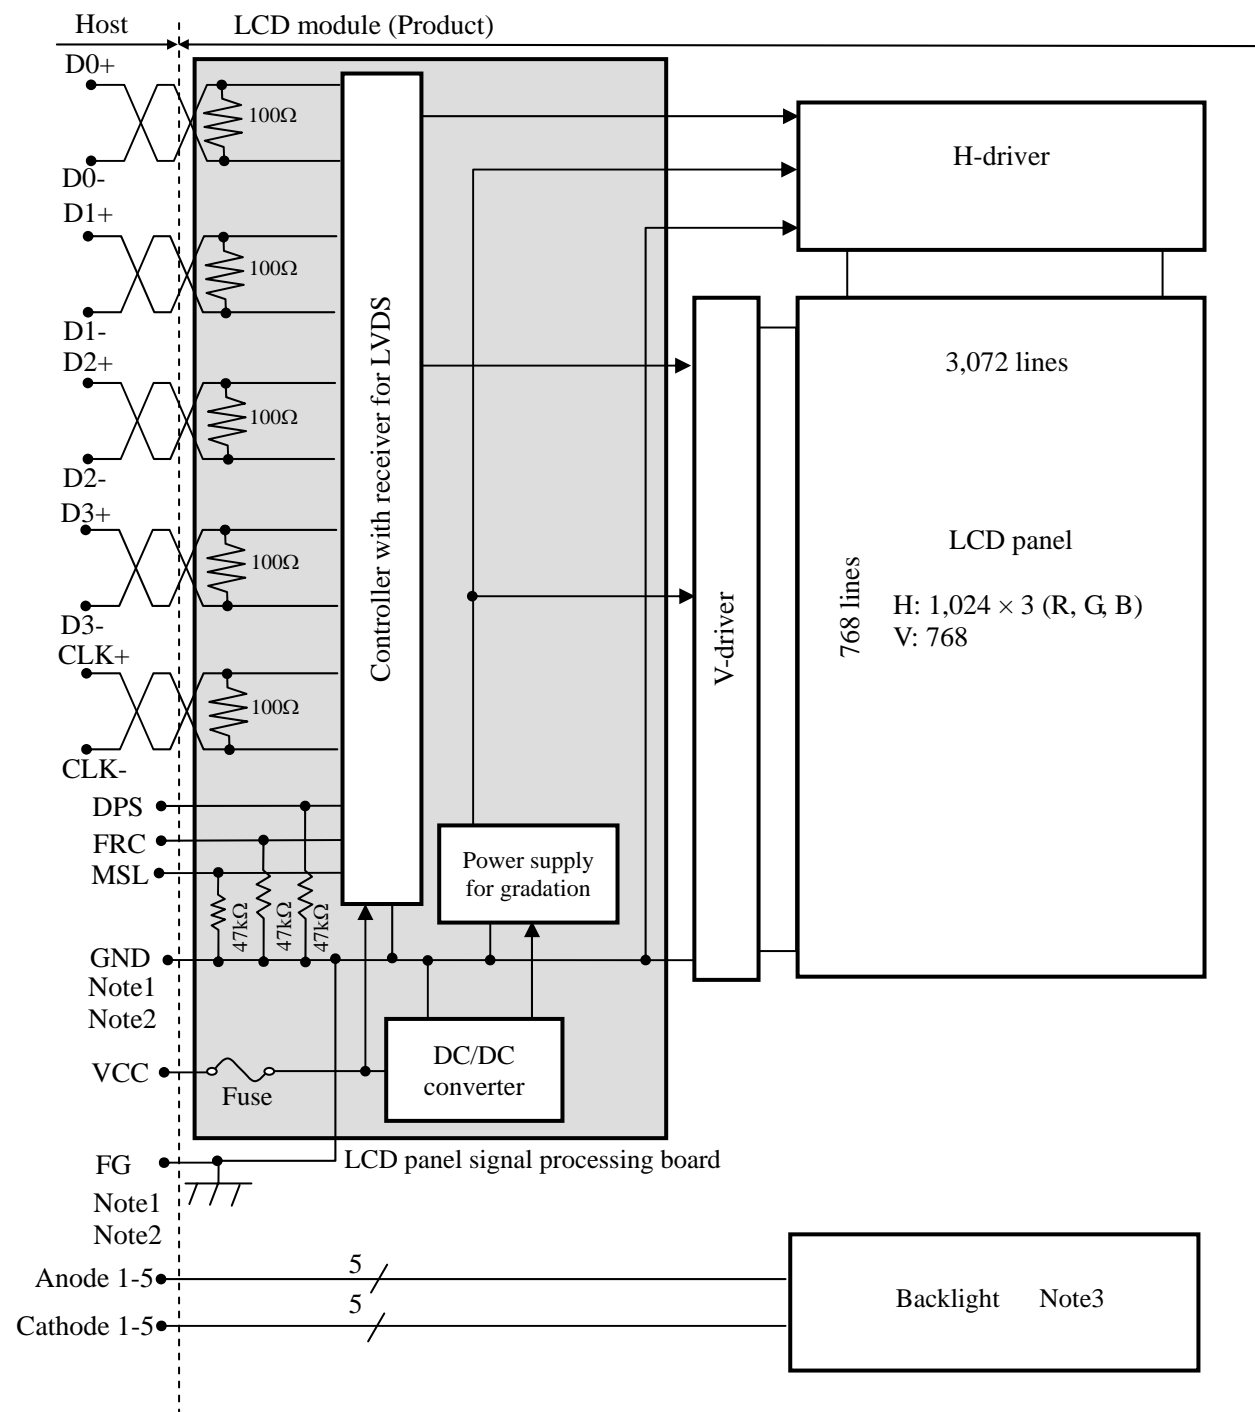 Host
LCD module (Product)
D0+
100Ω
D0-
D1+
100Ω
D1-
D2+
100Ω
D2-
D3+
100Ω
D3-
CLK+
100Ω
CLK-
DPS
FRC
MSL
47kΩ
47kΩ
47kΩ
GND
Note1
Note2
VCC
Fuse
FG
Note1
Note2
Controller with receiver for LVDS
Power supply
for gradation
DC/DC
converter
LCD panel signal processing board
H-driver
V-driver
3,072 lines
768 lines
LCD panel
H: 1,024 × 3 (R, G, B)
V: 768
Anode 1-5
5
Cathode 1-5
5
Backlight Note3